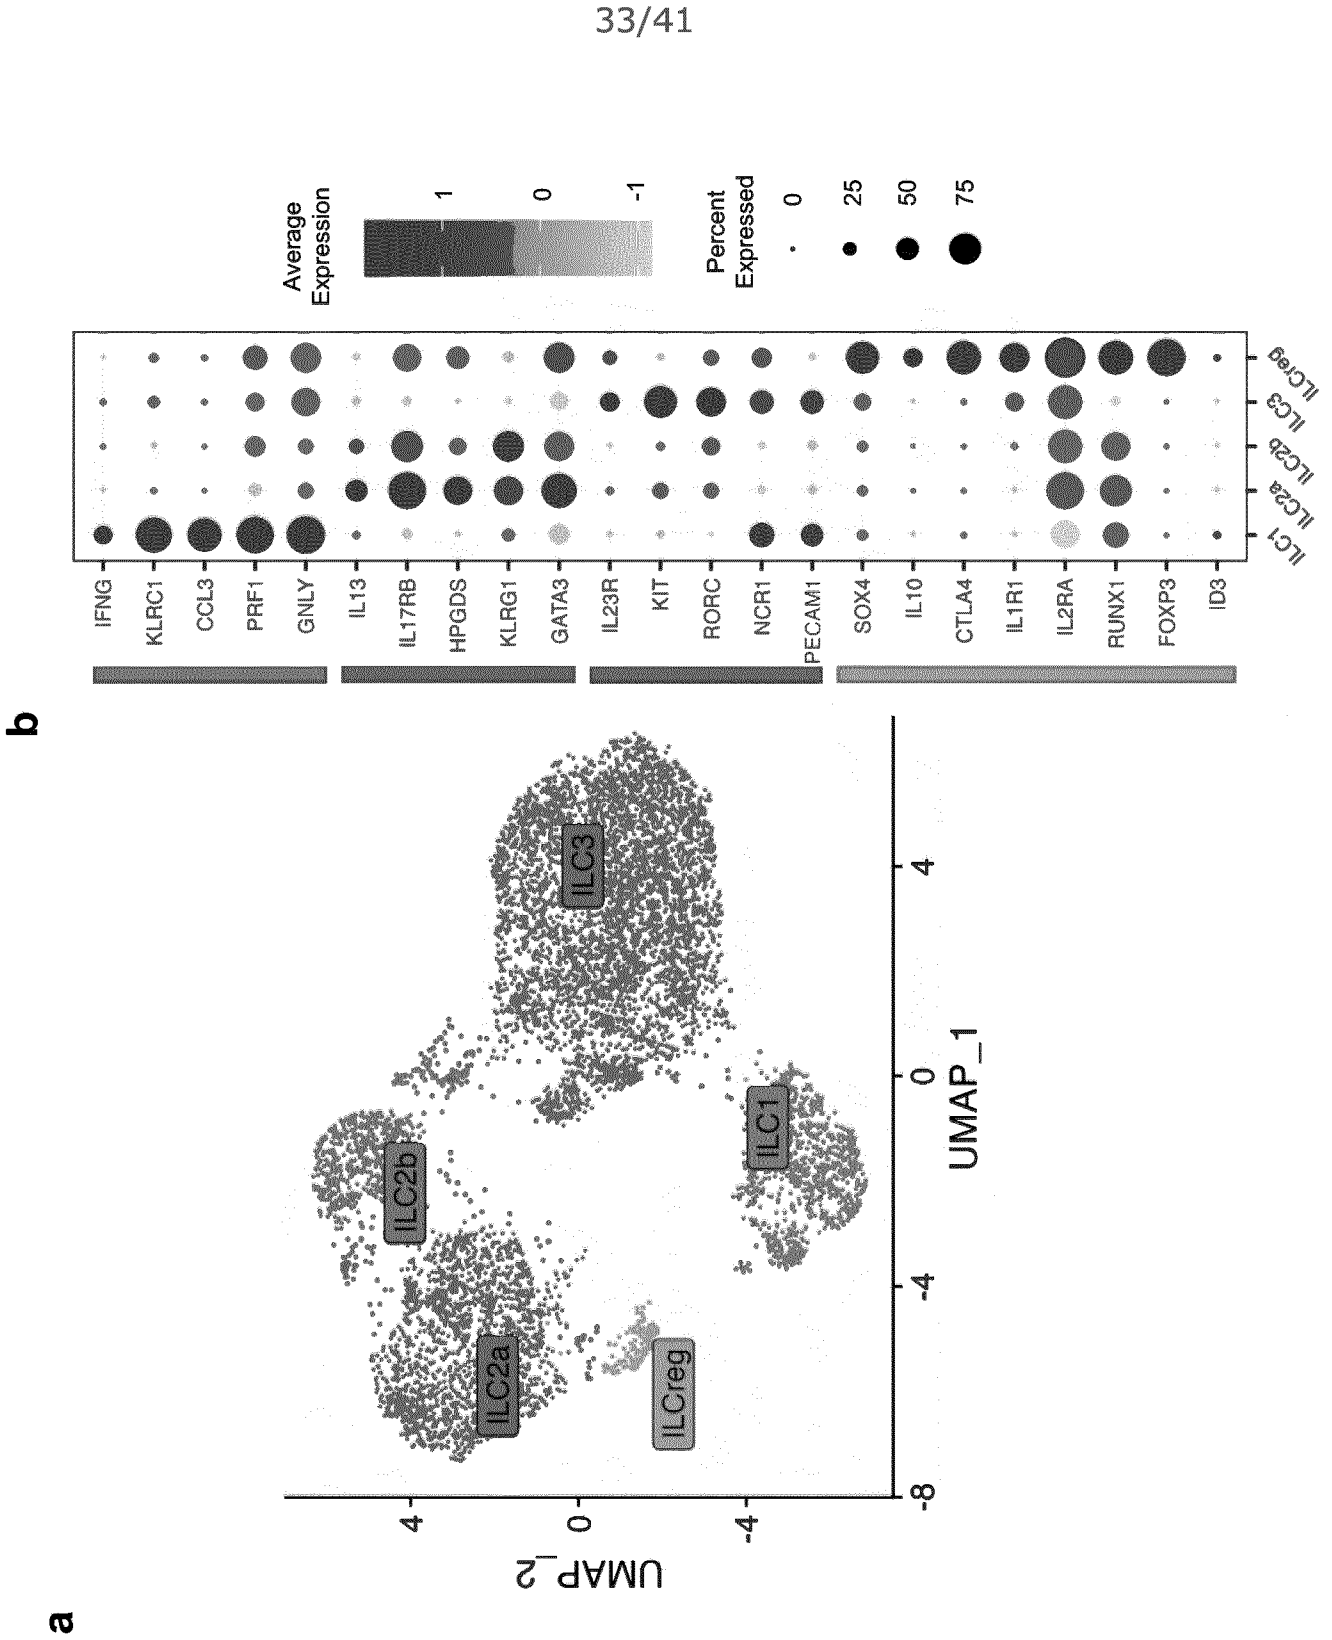 33/41
a
UMAP_2
4
0
-4
-8
-4
0
4
UMAP_1
ILC2a
ILC2b
ILC3
ILCreg
ILC1
b
IFNG
KLRC1
CCL3
PRF1
GNLY
IL13
IL17RB
HPGDS
KLRG1
GATA3
IL23R
KIT
RORC
NCR1
PECAM1
SOX4
IL10
CTLA4
IL1R1
IL2RA
RUNX1
FOXP3
ID3
ILC1
ILC2a
ILC2b
ILC3
ILCreg
Average
Expression
1
0
-1
Percent
Expressed
0
25
50
75